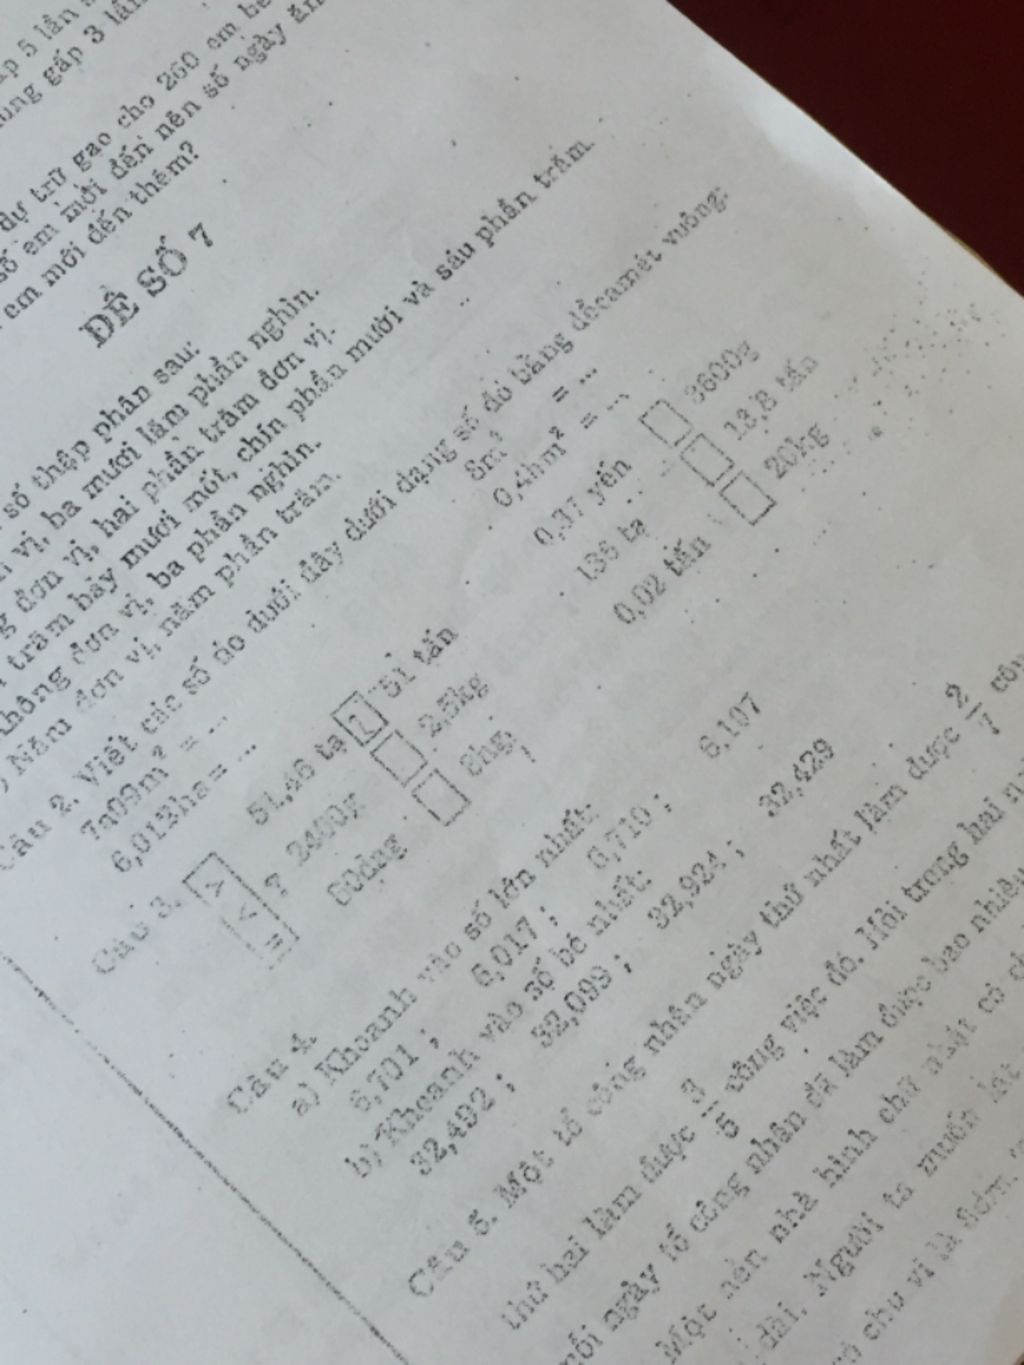 dự trữ gạo cho 260 em
số em mới đến nên số ngày ăn
em mới đến thêm?
ĐỀ SỐ 7
số thập phân sau:
vị, ba mươi lăm phần nghìn.
đơn vị, hai phần trăm đơn vị.
trăm bảy mươi mốt, chín phần mười và sáu phần trăm.
không đơn vị, ba phần nghìn.
) Năm đơn vị, năm phần trăm.
Câu 2. Viết các số đo dưới đây dưới dạng số đo bằng đềcamét vuông:
7a09m² = ... 8m² = ...
6,012ha = ... 0,4hm² = ...
Câu 3. > < = ?
51,46 tạ 51 tấn 0,37 yến 3600g
2400g 2,5kg 136 tạ 13,8 tấn
60dag 8hg 0,02 tấn 20kg
Câu 4.
a) Khoanh vào số lớn nhất:
6,701 ; 6,017 ; 6,710 ; 6,107
b) Khoanh vào số bé nhất:
32,492 ; 32,099 ; 32,924 ; 32,429
Câu 5. Một tổ công nhân ngày thứ nhất làm được 2/7
thứ hai làm được 3/5 công việc đó. Hỏi trong hai
ngày tổ công nhân đã làm được bao nhiêu
Một nền nhà hình chữ nhật có
dài. Người ta muốn lát
chu vi là